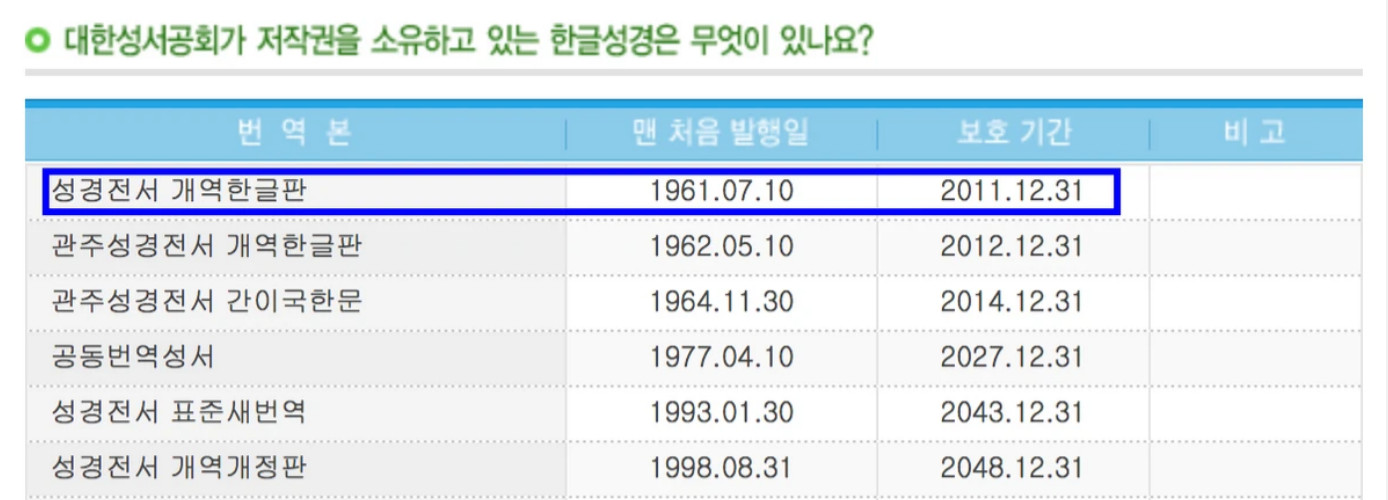 대한성서공회가 저작권을 소유하고 있는 한글성경은 무엇이 있나요?
번 역 본 맨 처음 발행일 보호 기간 비 고
성경전서 개역한글판 1961.07.10 2011.12.31
관주성경전서 개역한글판 1962.05.10 2012.12.31
관주성경전서 간이국한문 1964.11.30 2014.12.31
공동번역성서 1977.04.10 2027.12.31
성경전서 표준새번역 1993.01.30 2043.12.31
성경전서 개역개정판 1998.08.31 2048.12.31